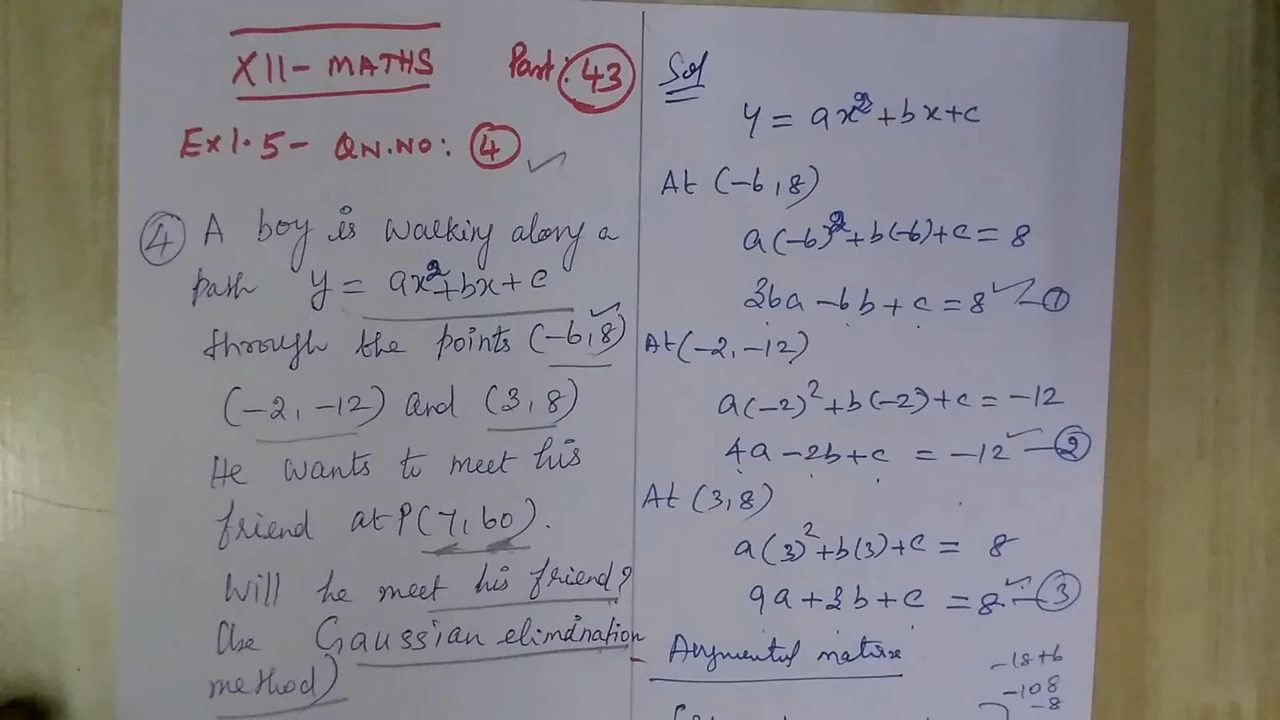 XII- MATHS
Part: 43
EX1.5- QN.NO: 4
4 A boy is walking along a
path y = ax²+bx+c
through the points (-6,8)
(-2,-12) and (3,8)
He wants to meet his
friend at P(7,60).
Will he meet his friend?
Use Gaussian elimination
method)
Sol
y = ax²+bx+c
At (-6,8)
a(-6)²+b(-6)+c = 8
36a -6b + c = 8 - 1
At(-2,-12)
a(-2)²+b(-2)+c = -12
4a -2b+c = -12 - 2
At (3,8)
a(3)²+b(3)+c = 8
9a+3b+c = 8 - 3
Augmented matrix
-18+6
-108
-8